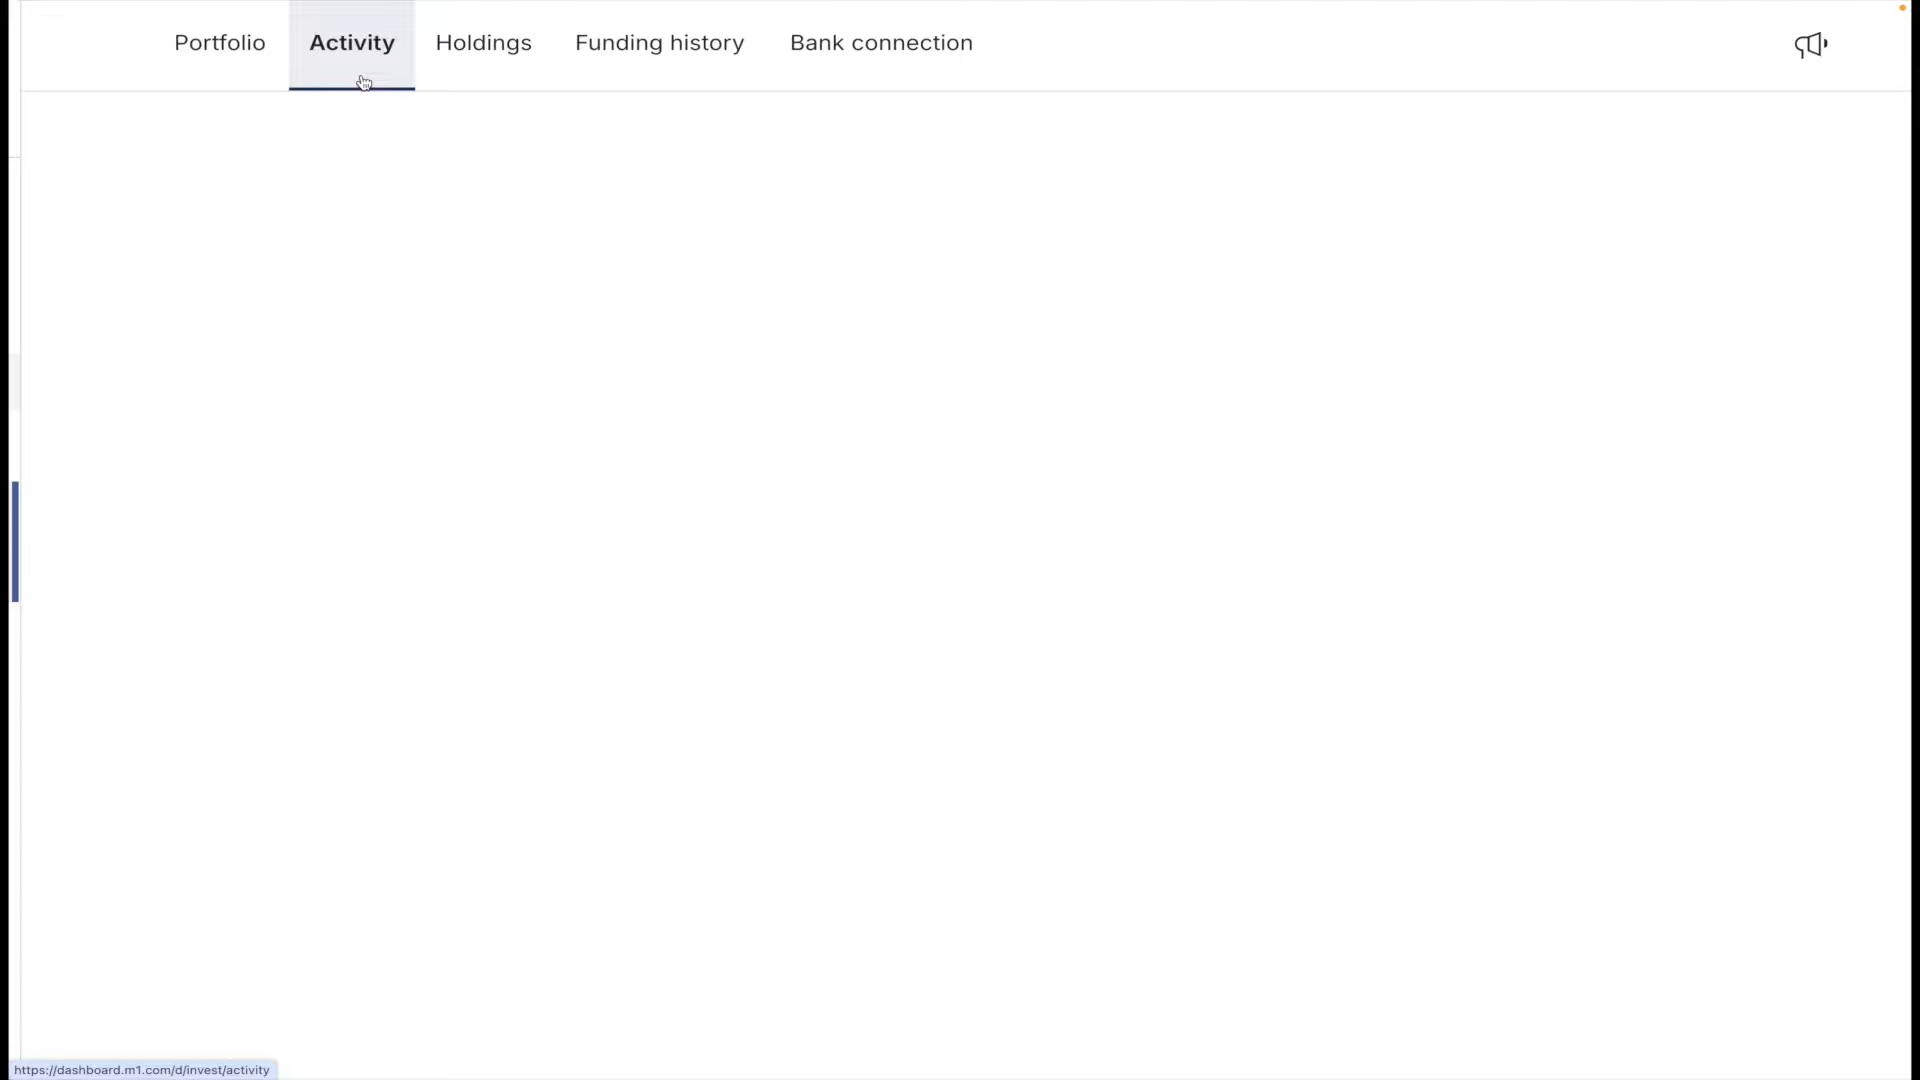 Portfolio Activity Holdings Funding history Bank connection
https://dashboard.m1.com/d/invest/activity